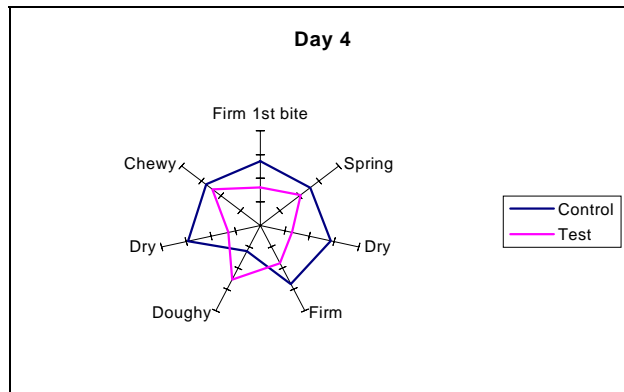 Day 4
Firm 1st bite
Chewy
Spring
Dry
Dry
Doughy
Firm
Control
Test